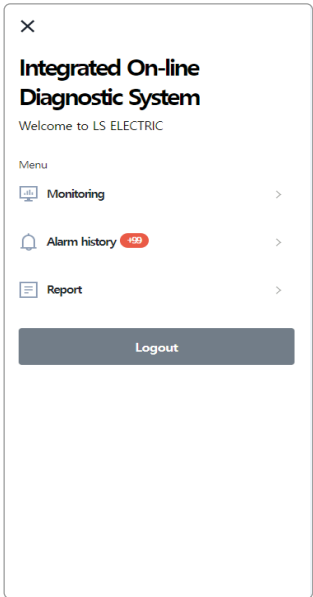 Integrated On-line
Diagnostic System
Welcome to LS ELECTRIC
Menu
Monitoring
Alarm history +99
Report
Logout